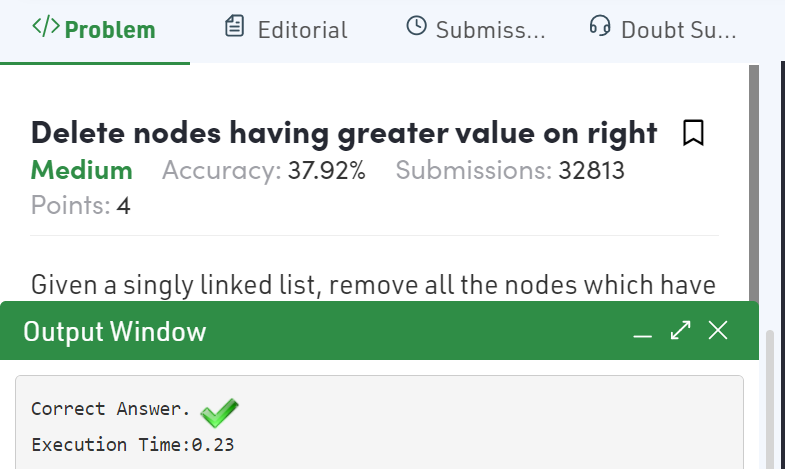 </> Problem Editorial Submiss... Doubt Su...
Delete nodes having greater value on right
Medium Accuracy: 37.92% Submissions: 32813
Points: 4
Given a singly linked list, remove all the nodes which have
Output Window
Correct Answer.
Execution Time:0.23